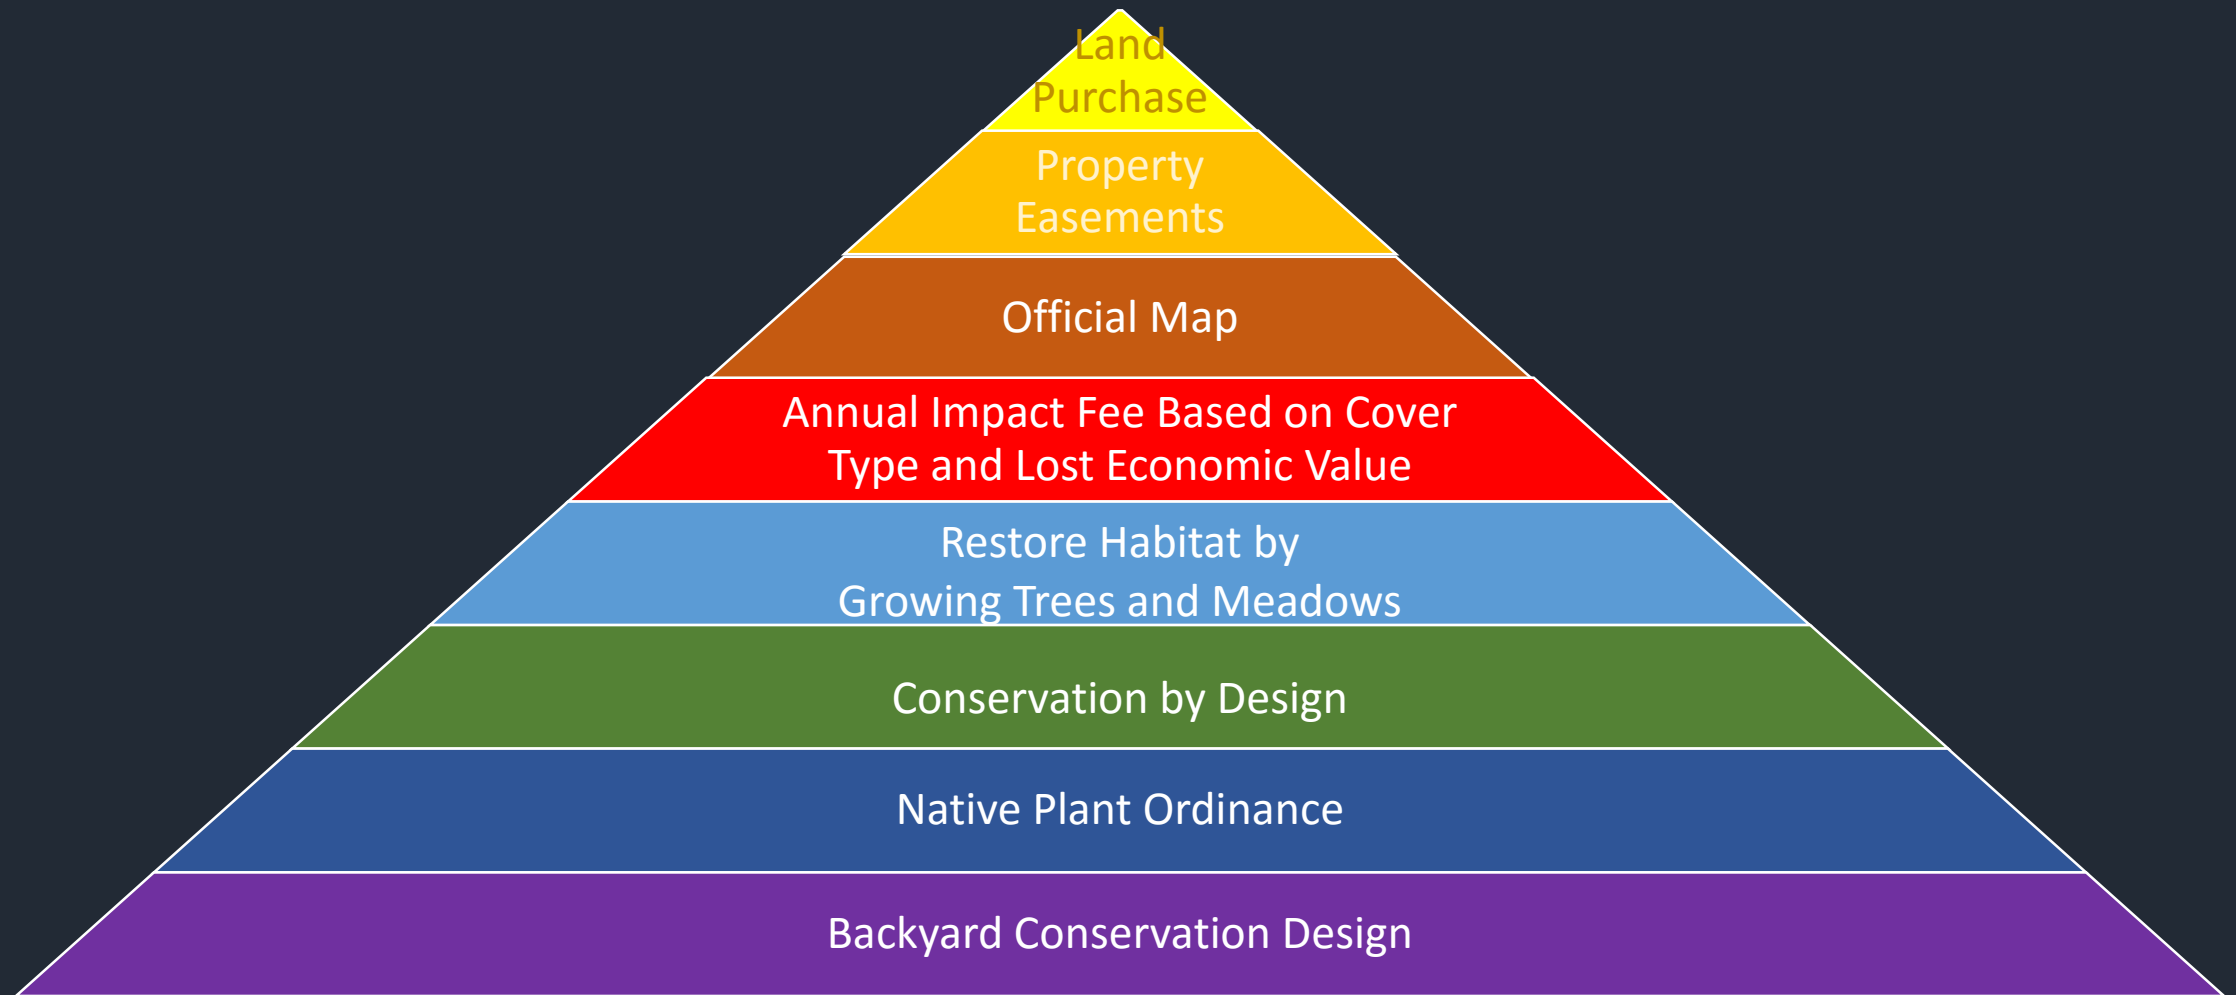 Land
Purchase
Property
Easements
Official Map
Annual Impact Fee Based on Cover
Type and Lost Economic Value
Restore Habitat by
Growing Trees and Meadows
Conservation by Design
Native Plant Ordinance
Backyard Conservation Design